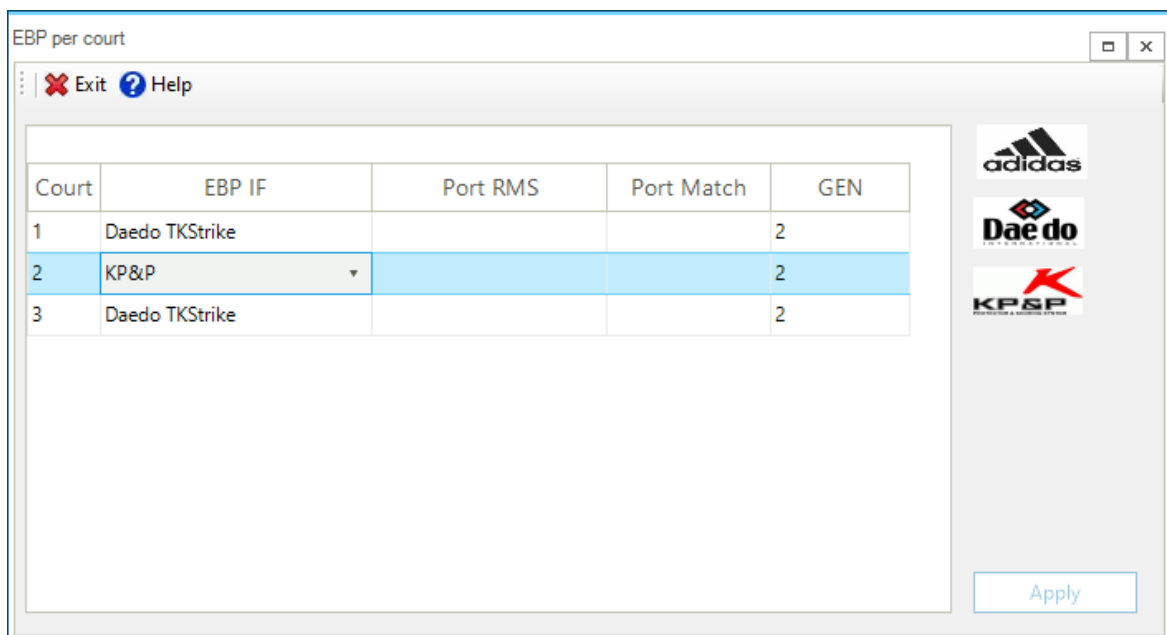 EBP per court
Exit Help
Court EBP IF Port RMS Port Match GEN
1 Daedo TKStrike 2
2 KP&P 2
3 Daedo TKStrike 2
adidas
Daedo
INTERNATIONAL
KP&P
Apply